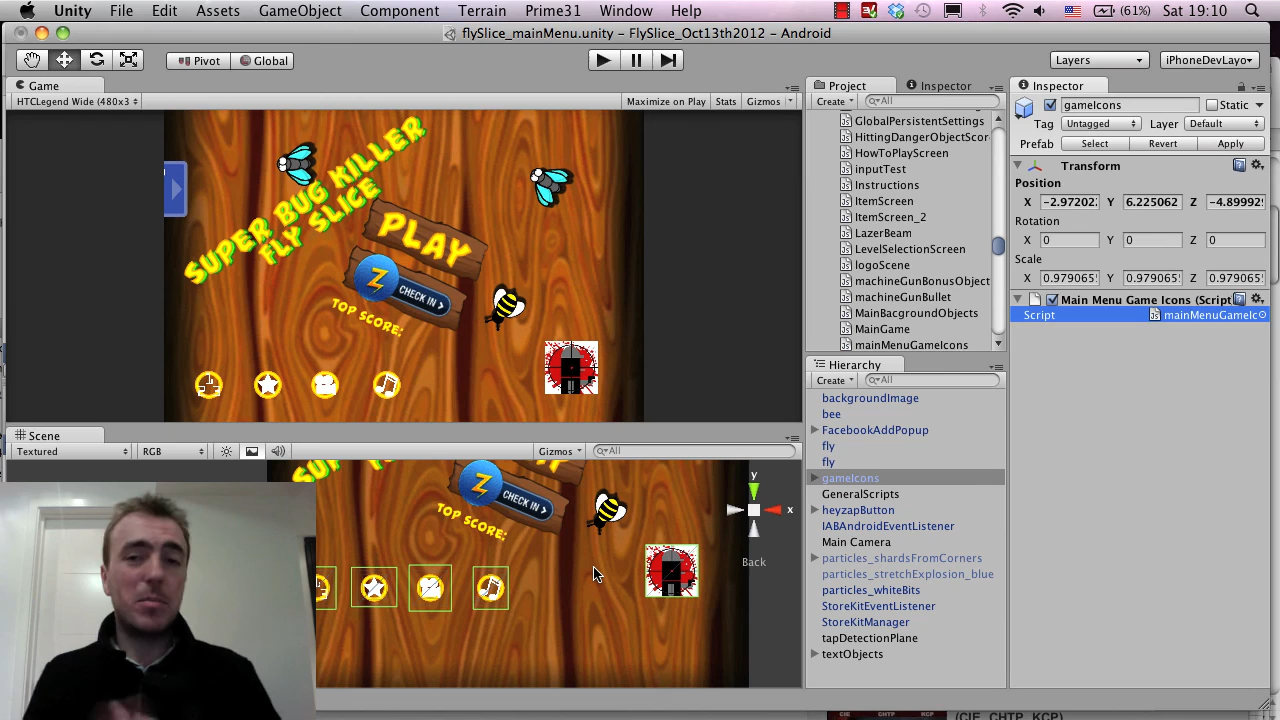 Unity File Edit Assets GameObject Component Terrain Prime31 Window Help (61%) Sat 19:10
flySlice_mainMenu.unity – FlySlice_Oct13th2012 – Android
Pivot Global Layers iPhoneDevLayo
Game Project Inspector Inspector
HTCLegend Wide (480x3 Maximize on Play Stats Gizmos Create All
gameIcons Static
Tag Untagged Layer Default
Prefab Select Revert Apply
Transform
Position
X -2.97202 Y 6.225062 Z -4.89992
Rotation
X 0 Y 0 Z 0
Scale
X 0.979065 Y 0.979065 Z 0.979065
Main Menu Game Icons (Script
Script mainMenuGameIc
GlobalPersistentSettings
HittingDangerObjectScor
HowToPlayScreen
inputTest
Instructions
ItemScreen
ItemScreen_2
LazerBeam
LevelSelectionScreen
logoScene
machineGunBonusObject
machineGunBullet
MainBacgroundObjects
MainGame
mainMenuGameIcons
SUPER BUG KILLER
FLY SLICE
PLAY
CHECK IN >
TOP SCORE:
Hierarchy
Create All
backgroundImage
bee
FacebookAddPopup
fly
fly
gameIcons
GeneralScripts
heyzapButton
IABAndroidEventListener
Main Camera
particles_shardsFromCorners
particles_stretchExplosion_blue
particles_whiteBits
StoreKitEventListener
StoreKitManager
tapDetectionPlane
textObjects
Scene
Textured RGB Gizmos All
CHECK IN >
TOP SCORE:
y
x
Back
(CIE_CHTP_KCP)